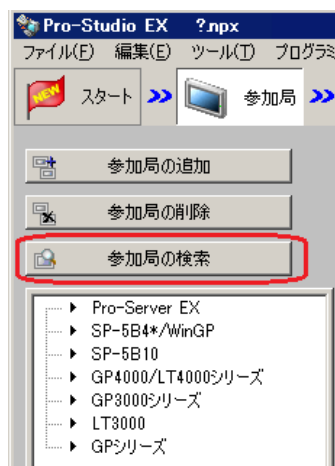 Pro-Studio EX ?.npx
ファイル(F) 編集(E) ツール(T) プログラミ
NEW スタート 参加局
参加局の追加
参加局の削除
参加局の検索
Pro-Server EX
SP-5B4*/WinGP
SP-5B10
GP4000/LT4000シリーズ
GP3000シリーズ
LT3000
GPシリーズ